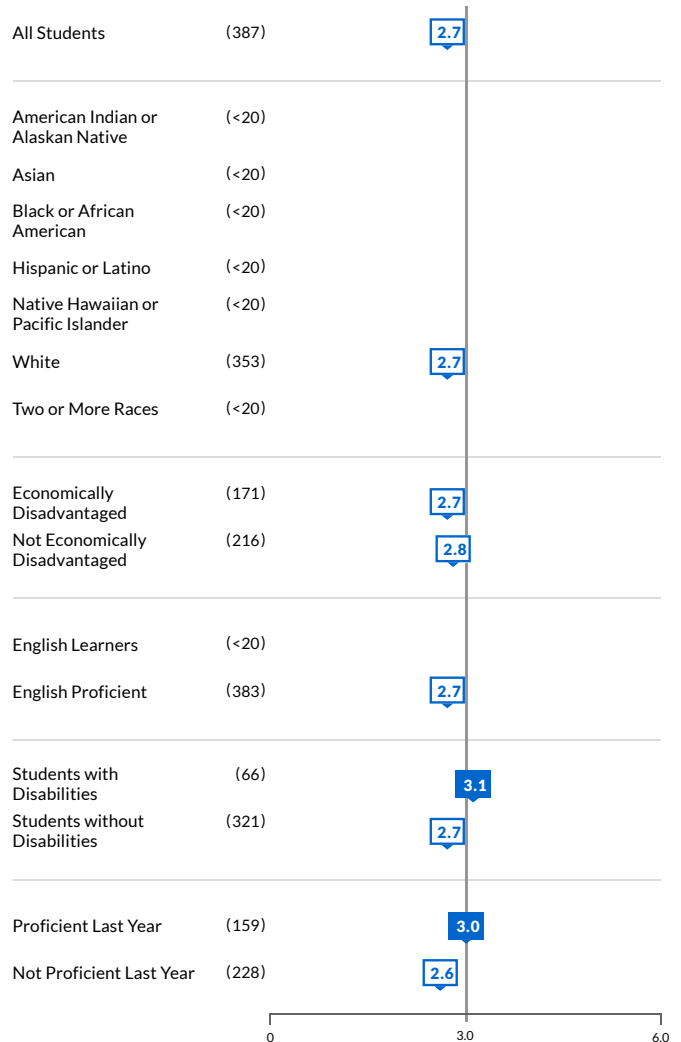 All Students (387) 2.7
American Indian or (<20)
Alaskan Native
Asian (<20)
Black or African (<20)
American
Hispanic or Latino (<20)
Native Hawaiian or (<20)
Pacific Islander
White (353) 2.7
Two or More Races (<20)
Economically (171) 2.7
Disadvantaged
Not Economically (216) 2.8
Disadvantaged
English Learners (<20)
English Proficient (383) 2.7
Students with (66) 3.1
Disabilities
Students without (321) 2.7
Disabilities
Proficient Last Year (159) 3.0
Not Proficient Last Year (228) 2.6
0 3.0 6.0